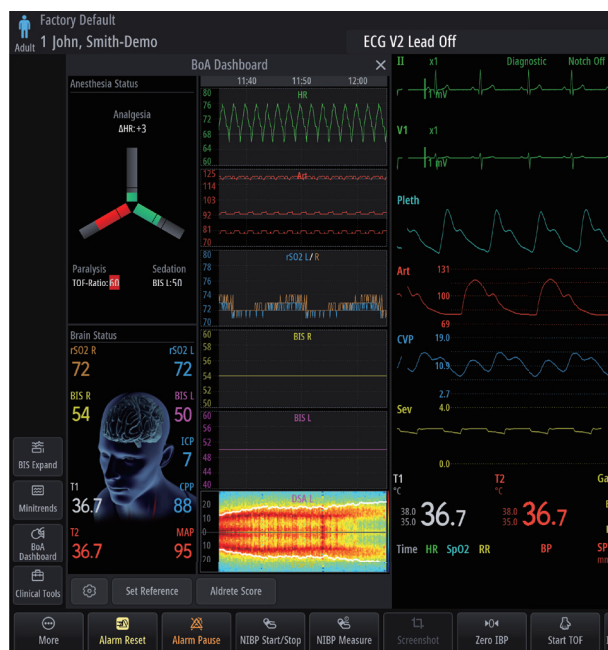 Factory Default
Adult 1 John, Smith-Demo
ECG V2 Lead Off
BoA Dashboard
Anesthesia Status
Analgesia
ΔHR:+3
Paralysis
TOF-Ratio:60
Sedation
BIS L:50
Brain Status
rSO2 R
rSO2 L
72
72
BIS R
BIS L
54
50
ICP
7
T1
CPP
36.7
88
T2
MAP
36.7
95
11:40 11:50 12:00
HR
80
76
72
68
64
60
Art
125
114
103
92
81
70
rSO2 L/ R
80
78
76
74
72
70
BIS R
60
58
56
54
52
50
BIS L
60
56
52
48
44
40
DSA L
20
10
10
20
Set Reference
Aldrete Score
BIS Expand
Minitrends
BoA
Dashboard
Clinical Tools
II x1 Diagnostic Notch Off
1 mV
V1 x1
1 mV
Pleth
Art
131
100
69
CVP
19.0
10.9
2.7
Sev
4.0
0.0
T1
°C
38.0
35.0
36.7
T2
°C
38.0
35.0
36.7
Ga
Time HR SpO2 RR BP SP
mm
More
Alarm Reset
Alarm Pause
NIBP Start/Stop
NIBP Measure
Screenshot
Zero IBP
Start TOF